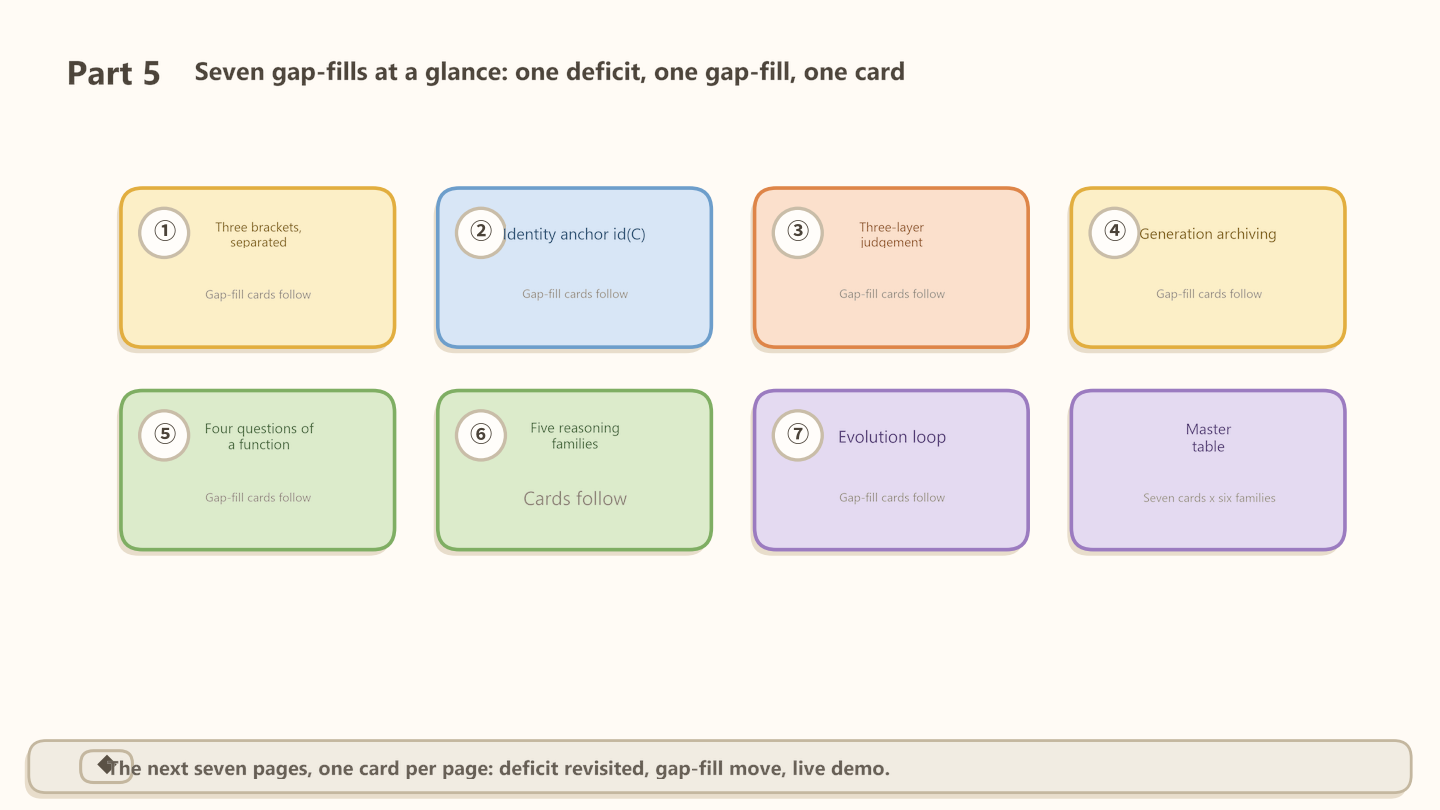 Part 5 Seven gap-fills at a glance: one deficit, one gap-fill, one card
① Three brackets,
separated
Gap-fill cards follow
② Identity anchor id(C)
Gap-fill cards follow
③ Three-layer
judgement
Gap-fill cards follow
④ Generation archiving
Gap-fill cards follow
⑤ Four questions of
a function
Gap-fill cards follow
⑥ Five reasoning
families
Cards follow
⑦ Evolution loop
Gap-fill cards follow
Master
table
Seven cards x six families
◆ The next seven pages, one card per page: deficit revisited, gap-fill move, live demo.